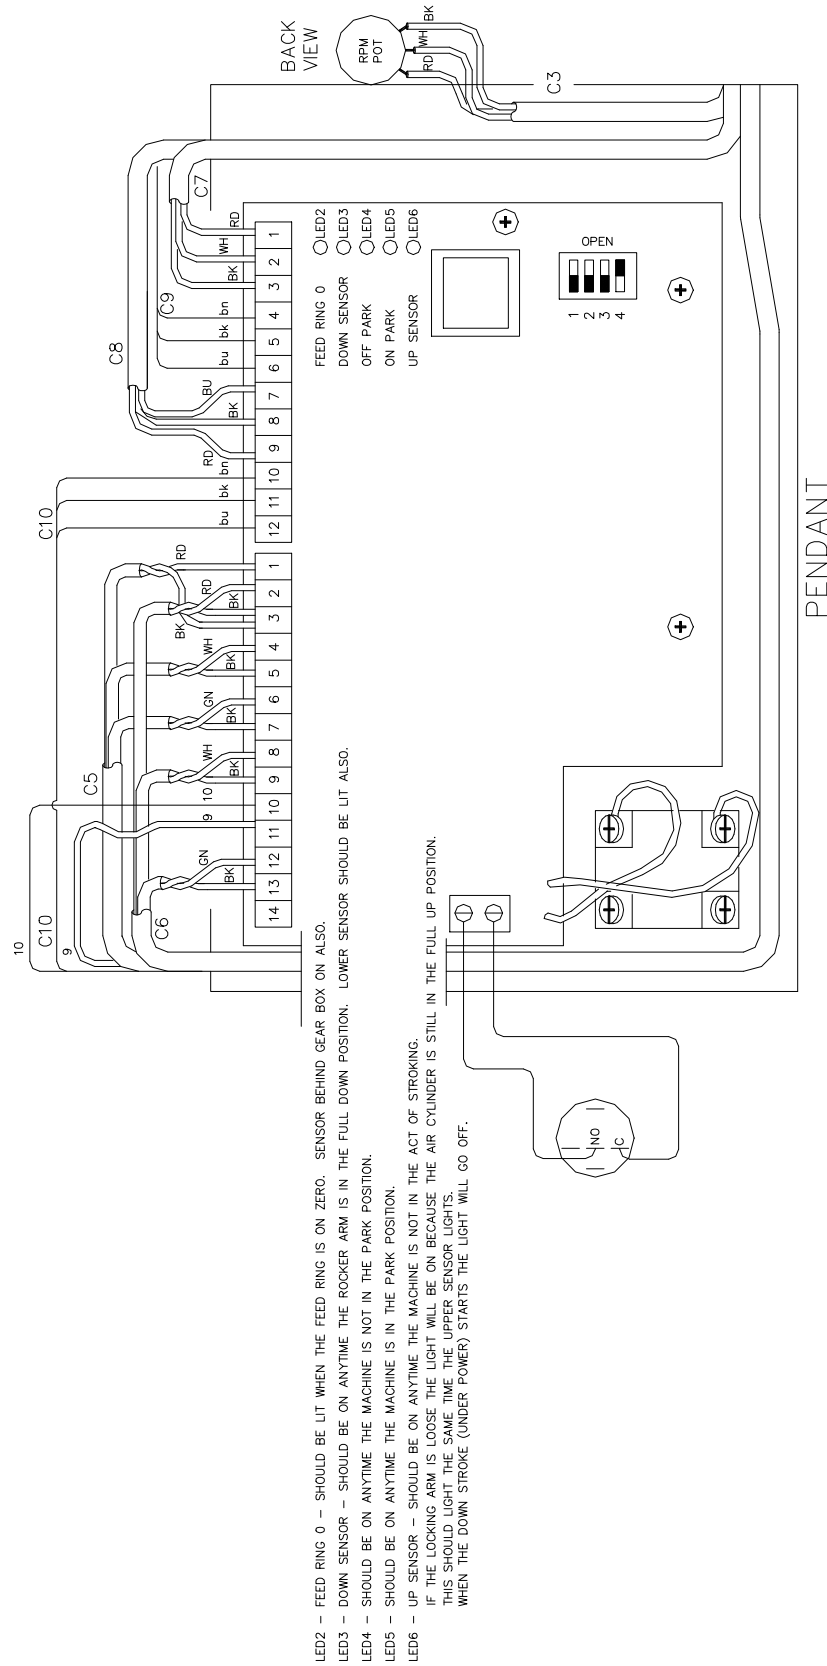 BACK
VIEW
RPM
POT
BK
WH
RD
C3
C7
C9
C8
C10
C5
C10
C6
10
9
RD
WH
BK
bn
bk
bu
BU
BK
RD
bn
bk
bu
RD
RD
BK
BK
WH
BK
GN
BK
WH
BK
10
9
GN
BK
1
2
3
4
5
6
7
8
9
10
11
12
1
2
3
4
5
6
7
8
9
10
11
12
13
14
FEED RING 0 LED2
DOWN SENSOR LED3
OFF PARK LED4
ON PARK LED5
UP SENSOR LED6
OPEN
1
2
3
4
PENDANT
NO
C
LED2 – FEED RING 0 – SHOULD BE LIT WHEN THE FEED RING IS ON ZERO. SENSOR BEHIND GEAR BOX ON ALSO.
LED3 – DOWN SENSOR – SHOULD BE ON ANYTIME THE ROCKER ARM IS IN THE FULL DOWN POSITION. LOWER SENSOR SHOULD BE LIT ALSO.
LED4 – SHOULD BE ON ANYTIME THE MACHINE IS NOT IN THE PARK POSITION.
LED5 – SHOULD BE ON ANYTIME THE MACHINE IS IN THE PARK POSITION.
LED6 – UP SENSOR – SHOULD BE ON ANYTIME THE MACHINE IS NOT IN THE ACT OF STROKING.
IF THE LOCKING ARM IS LOOSE THE LIGHT WILL BE ON BECAUSE THE AIR CYLINDER IS STILL IN THE FULL UP POSITION.
THIS SHOULD LIGHT THE SAME TIME THE UPPER SENSOR LIGHTS.
WHEN THE DOWN STROKE (UNDER POWER) STARTS THE LIGHT WILL GO OFF.